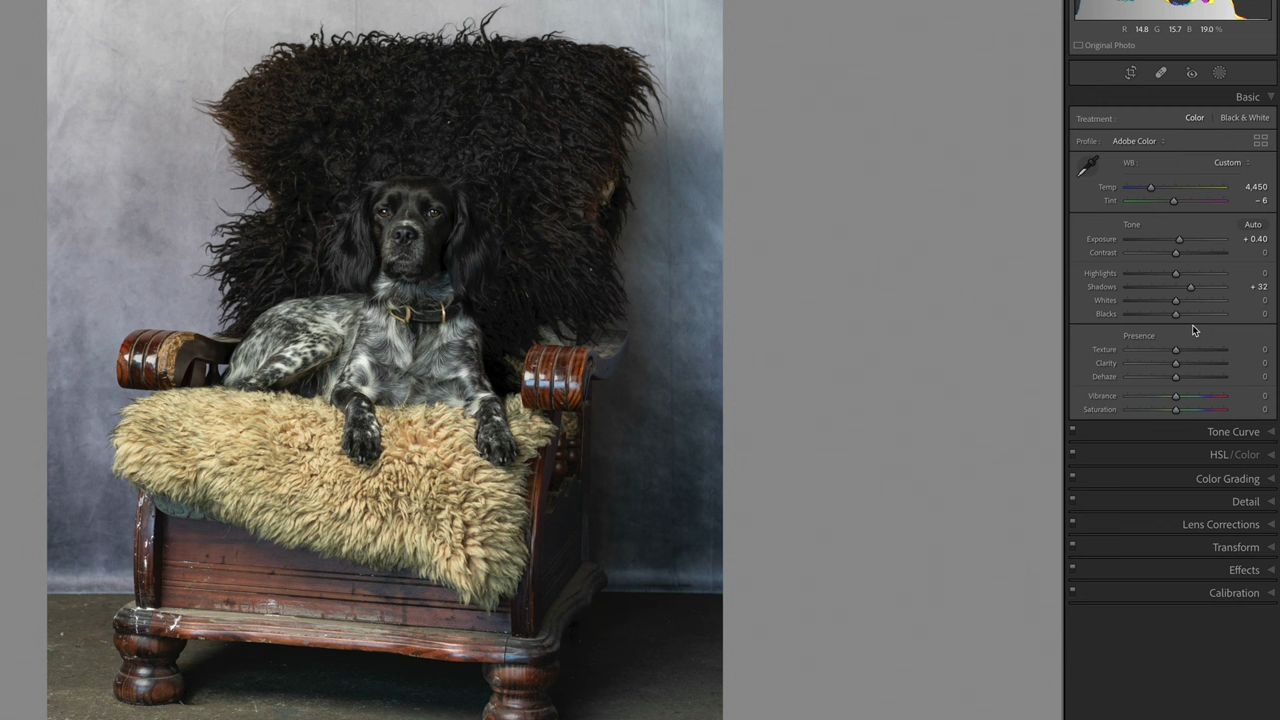 R 14.8 G 15.7 B 19.0 %
Original Photo
Basic
Treatment : Color Black & White
Profile : Adobe Color
WB : Custom
Temp 4,450
Tint – 6
Tone Auto
Exposure + 0.40
Contrast 0
Highlights 0
Shadows + 32
Whites 0
Blacks 0
Presence
Texture 0
Clarity 0
Dehaze 0
Vibrance 0
Saturation 0
Tone Curve
HSL / Color
Color Grading
Detail
Lens Corrections
Transform
Effects
Calibration